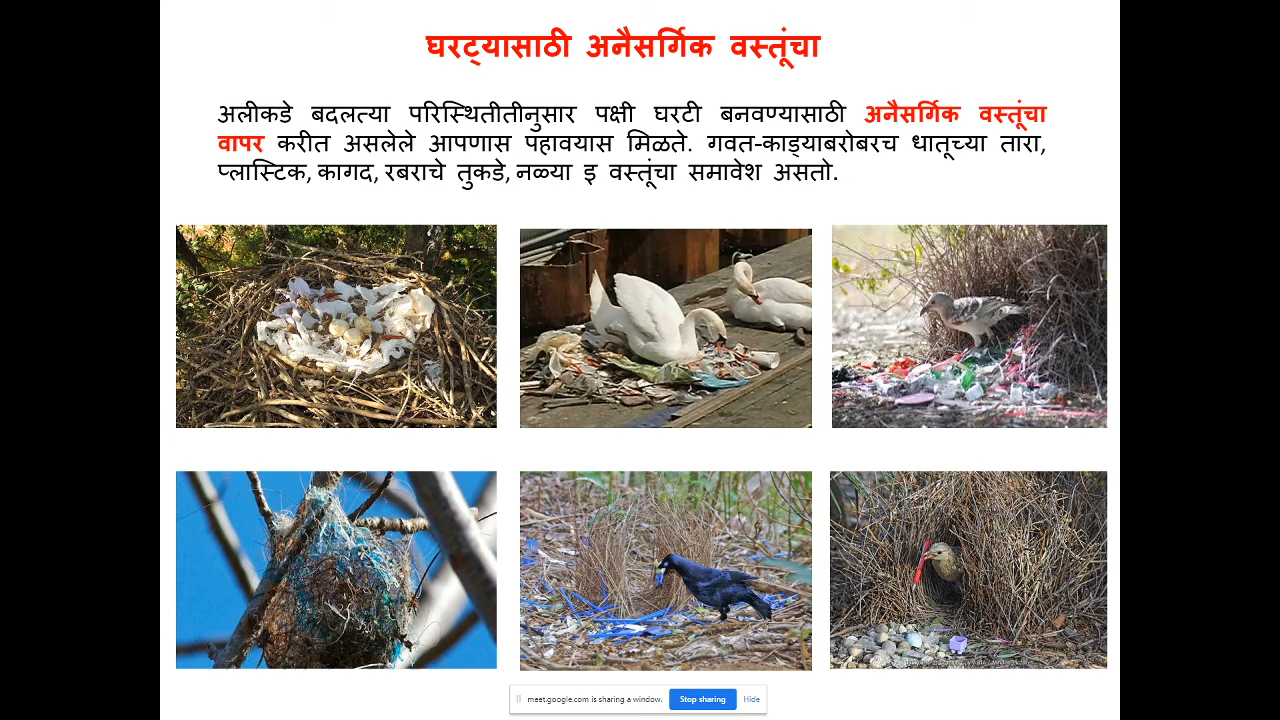 घरट्यासाठी अनैसर्गिक वस्तूंचा
अलीकडे बदलत्या परिस्थितीतीनुसार पक्षी घरटी बनवण्यासाठी अनैसर्गिक वस्तूंचा
वापर करीत असलेले आपणास पहावयास मिळते. गवत-काड्याबरोबरच धातूच्या तारा,
प्लास्टिक, कागद, रबराचे तुकडे, नळ्या इ वस्तूंचा समावेश असतो.
meet.google.com is sharing a window. Stop sharing Hide